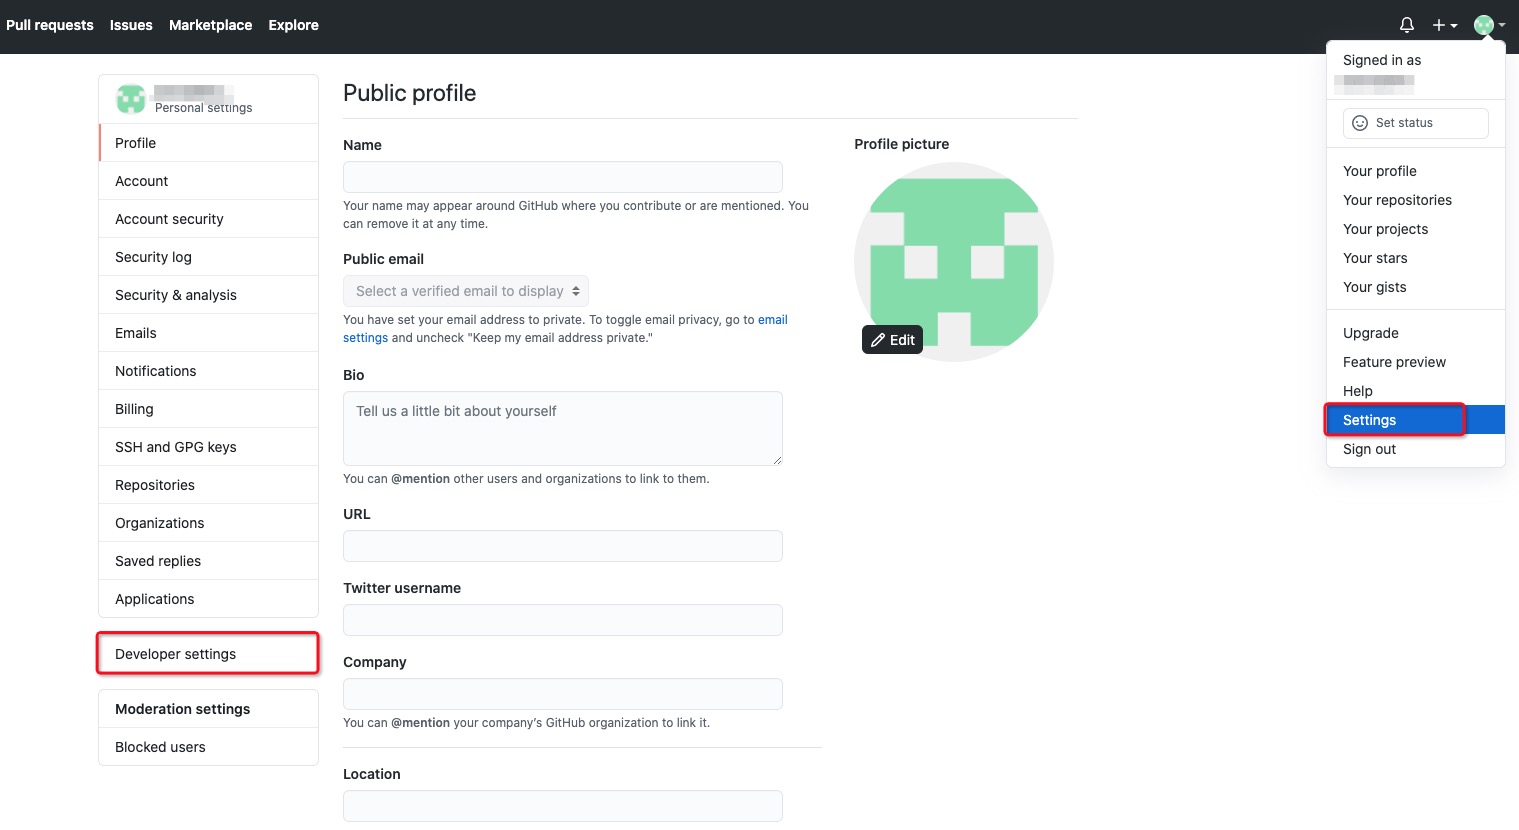 Pull requests Issues Marketplace Explore
Personal settings
Profile
Account
Account security
Security log
Security & analysis
Emails
Notifications
Billing
SSH and GPG keys
Repositories
Organizations
Saved replies
Applications
Developer settings
Moderation settings
Blocked users
Public profile
Name
Your name may appear around GitHub where you contribute or are mentioned. You
can remove it at any time.
Public email
Select a verified email to display
You have set your email address to private. To toggle email privacy, go to email
settings and uncheck "Keep my email address private."
Bio
Tell us a little bit about yourself
You can @mention other users and organizations to link to them.
URL
Twitter username
Company
You can @mention your company’s GitHub organization to link it.
Location
Profile picture
Edit
Signed in as
Set status
Your profile
Your repositories
Your projects
Your stars
Your gists
Upgrade
Feature preview
Help
Settings
Sign out